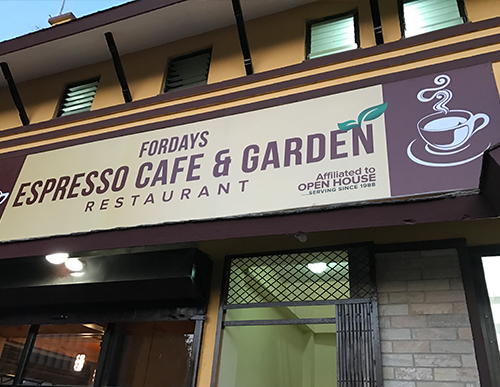 FORDAYS
ESPRESSO CAFE & GARDEN
RESTAURANT
Affiliated to
OPEN HOUSE
....SERVING SINCE 1988